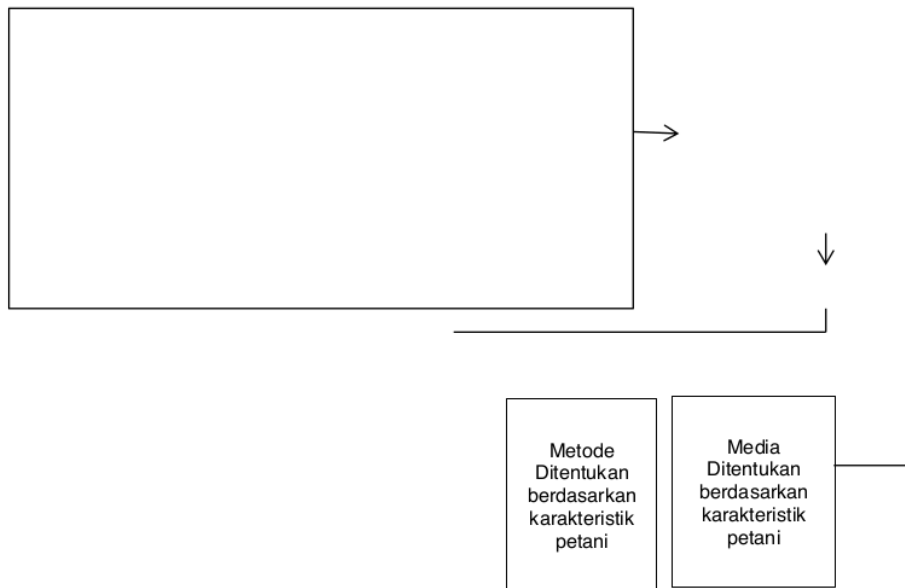 Metode
Ditentukan
berdasarkan
karakteristik
petani
Media
Ditentukan
berdasarkan
karakteristik
petani